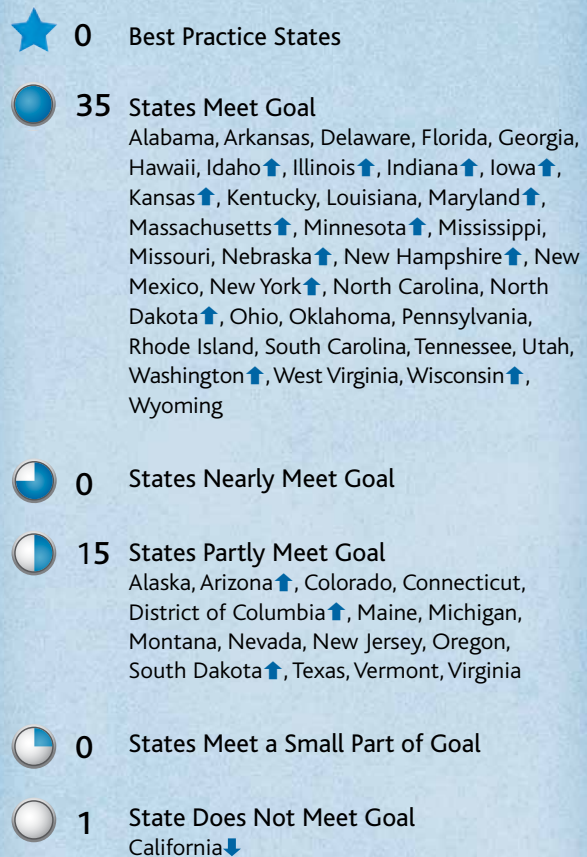 0 Best Practice States
35 States Meet Goal
Alabama, Arkansas, Delaware, Florida, Georgia,
Hawaii, Idaho⬆, Illinois⬆, Indiana⬆, Iowa⬆,
Kansas⬆, Kentucky, Louisiana, Maryland⬆,
Massachusetts⬆, Minnesota⬆, Mississippi,
Missouri, Nebraska⬆, New Hampshire⬆, New
Mexico, New York⬆, North Carolina, North
Dakota⬆, Ohio, Oklahoma, Pennsylvania,
Rhode Island, South Carolina, Tennessee, Utah,
Washington⬆, West Virginia, Wisconsin⬆,
Wyoming
0 States Nearly Meet Goal
15 States Partly Meet Goal
Alaska, Arizona⬆, Colorado, Connecticut,
District of Columbia⬆, Maine, Michigan,
Montana, Nevada, New Jersey, Oregon,
South Dakota⬆, Texas, Vermont, Virginia
0 States Meet a Small Part of Goal
1 State Does Not Meet Goal
California⬇